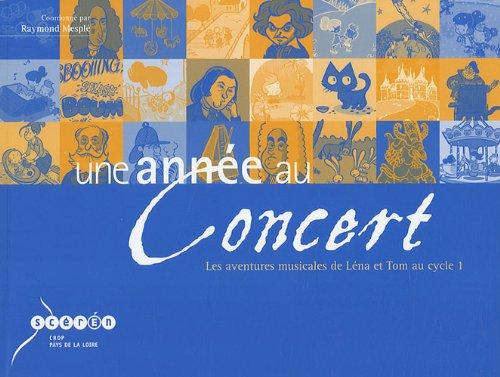 Coordonné par
Raymond Mesplé
BOOMING
une année au
Concert
Les aventures musicales de Léna et Tom au cycle 1
scérén
CRDP
PAYS DE LA LOIRE